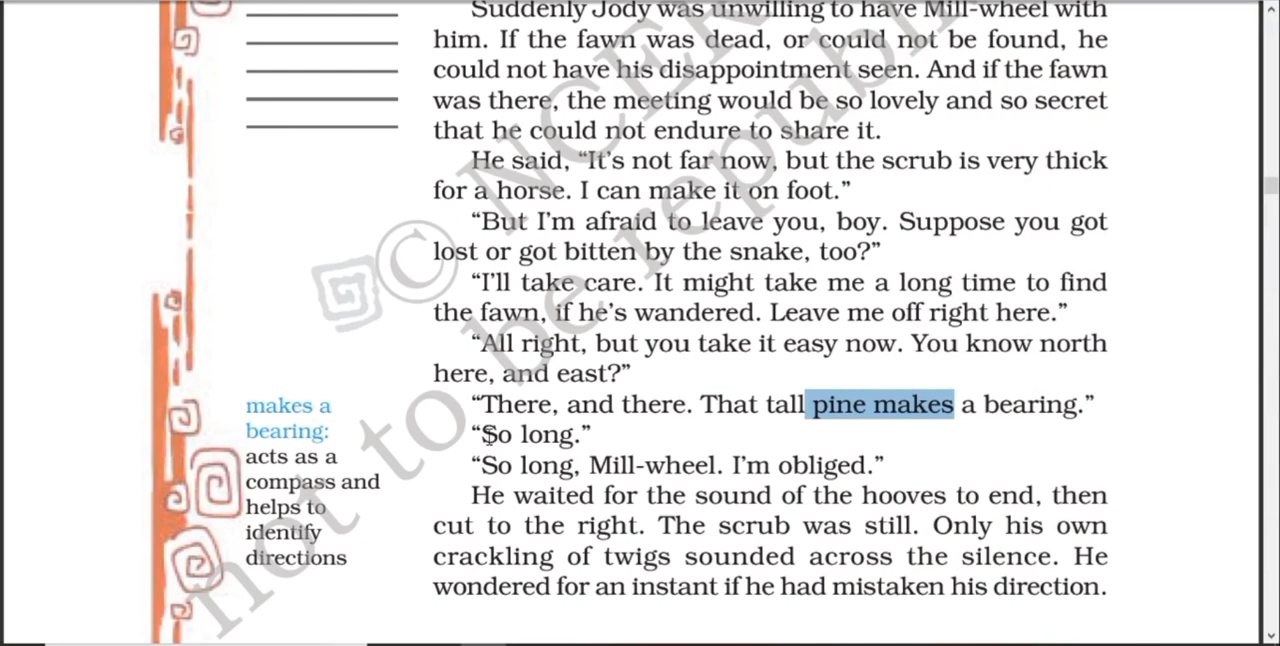 Suddenly Jody was unwilling to have Mill-wheel with
him. If the fawn was dead, or could not be found, he
could not have his disappointment seen. And if the fawn
was there, the meeting would be so lovely and so secret
that he could not endure to share it.
He said, “It’s not far now, but the scrub is very thick
for a horse. I can make it on foot.”
“But I’m afraid to leave you, boy. Suppose you got
lost or got bitten by the snake, too?”
“I’ll take care. It might take me a long time to find
the fawn, if he’s wandered. Leave me off right here.”
“All right, but you take it easy now. You know north
here, and east?”
“There, and there. That tall pine makes a bearing.”
“So long.”
“So long, Mill-wheel. I’m obliged.”
He waited for the sound of the hooves to end, then
cut to the right. The scrub was still. Only his own
crackling of twigs sounded across the silence. He
wondered for an instant if he had mistaken his direction.
makes a
bearing:
acts as a
compass and
helps to
identify
directions
© NCER
not to be republ